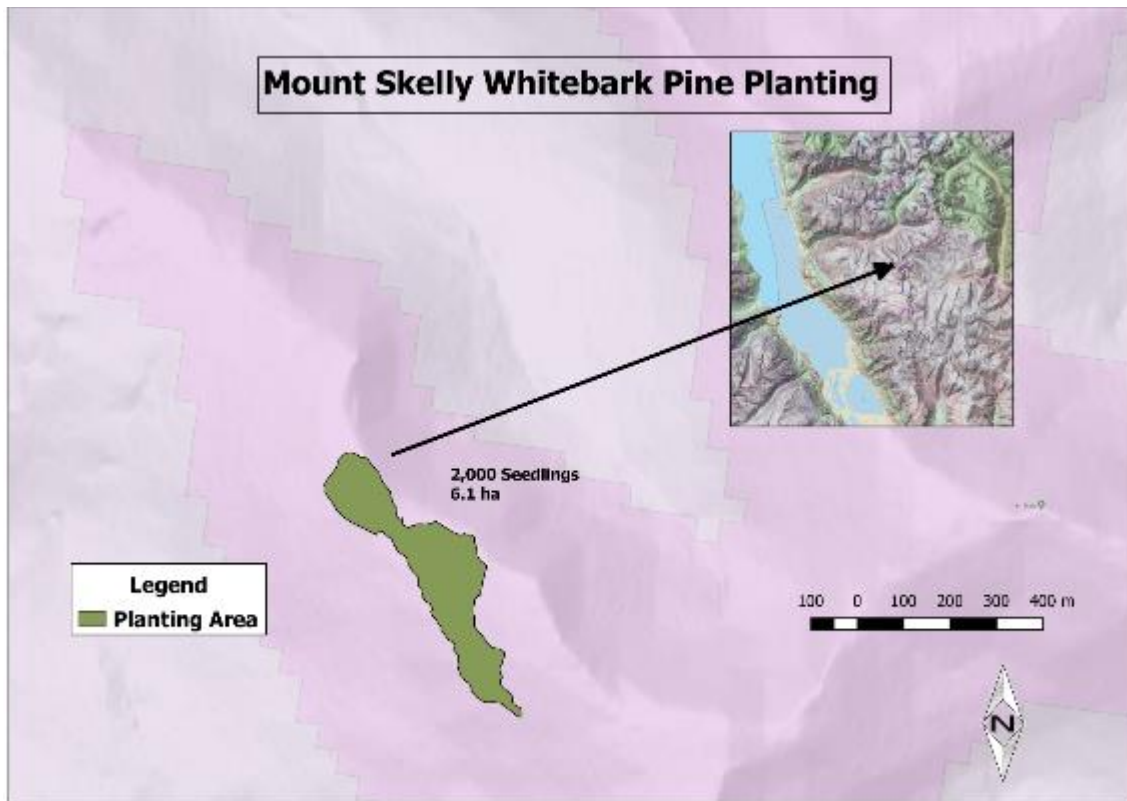 Mount Skelly Whitebark Pine Planting
2,000 Seedlings
6.1 ha
Legend
Planting Area
100 0 100 200 300 400 m
N